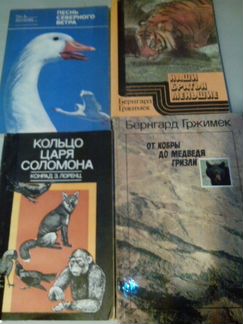 ПЕСНЬ
СЕВЕРНОГО
ВЕТРА
НАШИ
БРАТЬЯ
МЕНЬШИЕ
Бернгард
Гржимек
КОЛЬЦО
ЦАРЯ
СОЛОМОНА
КОНРАД З. ЛОРЕНЦ
Бернгард Гржимек
ОТ КОБРЫ
ДО МЕДВЕДЯ
ГРИЗЛИ